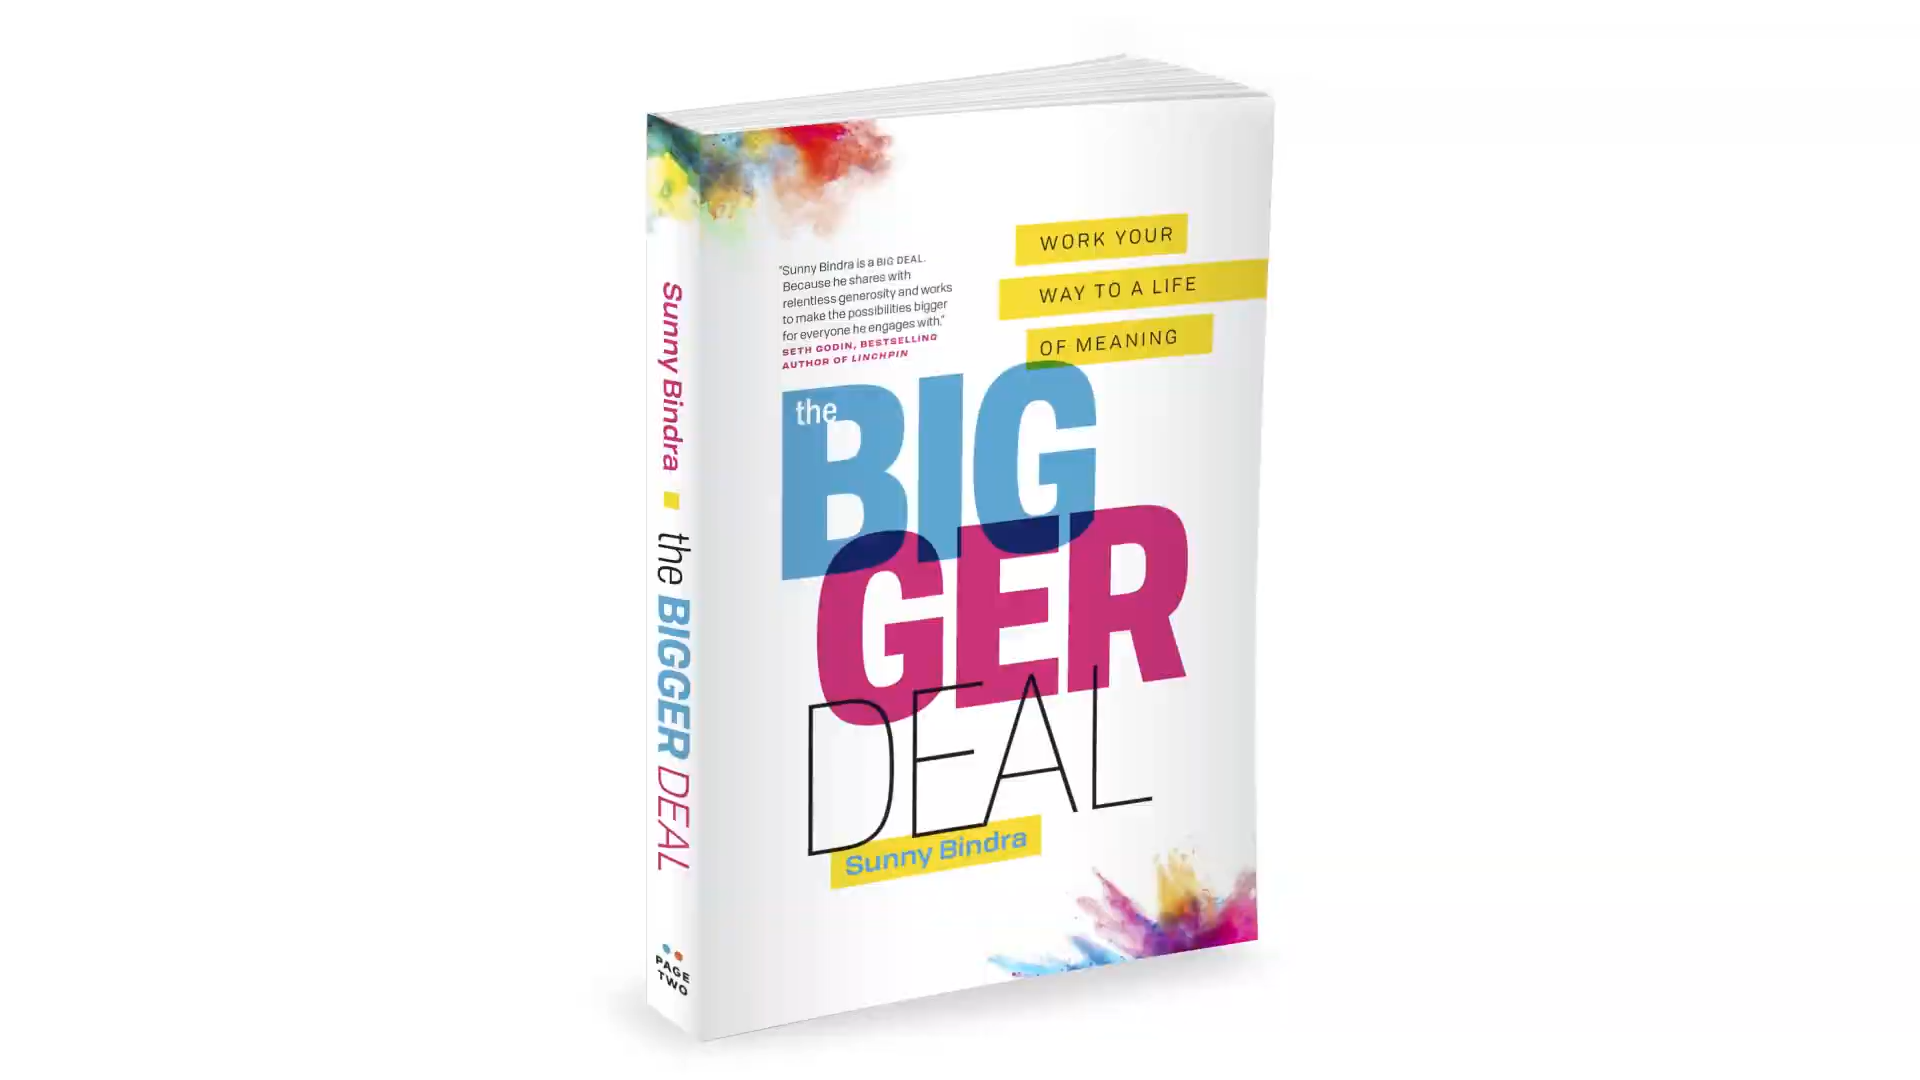 Sunny Bindra the BIGGER DEAL
PAGE
TWO
"Sunny Bindra is a BIG DEAL.
Because he shares with
relentless generosity and works
to make the possibilities bigger
for everyone he engages with."
SETH GODIN, BESTSELLING
AUTHOR OF LINCHPIN
WORK YOUR
WAY TO A LIFE
OF MEANING
the
BIG
GER
DEAL
Sunny Bindra